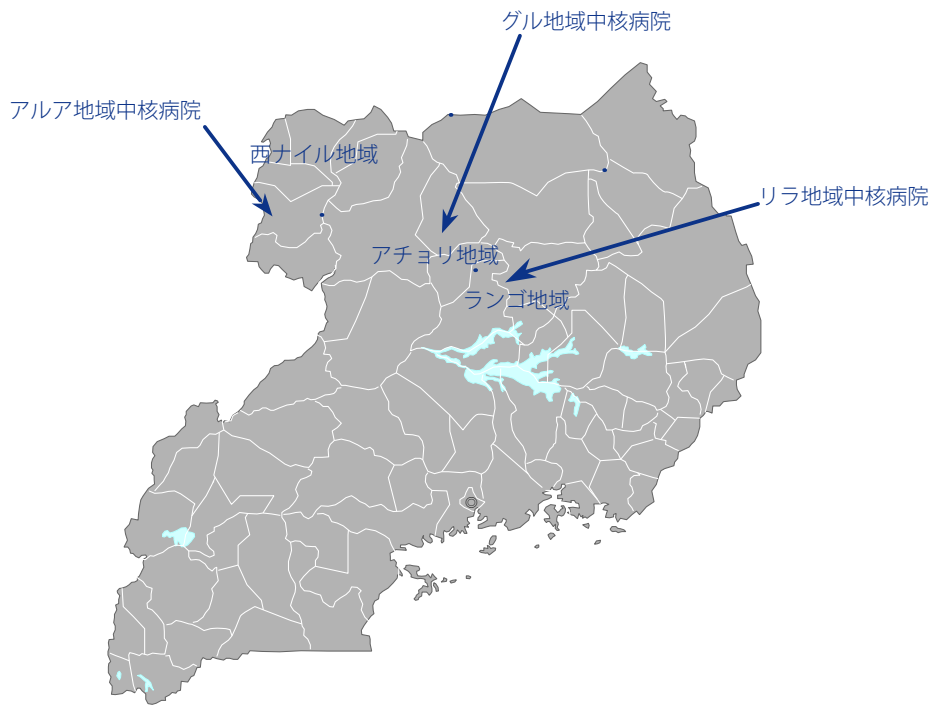 グル地域中核病院
アルア地域中核病院
西ナイル地域
リラ地域中核病院
アチョリ地域
ランゴ地域